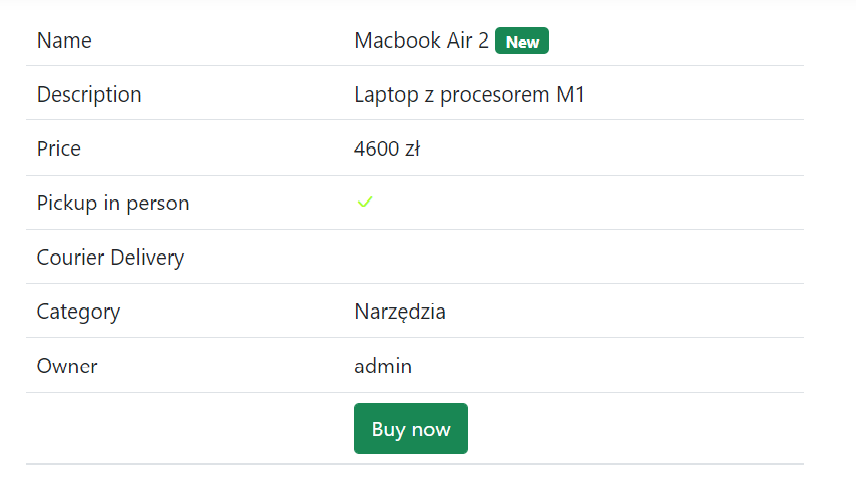 Name Macbook Air 2 New
Description Laptop z procesorem M1
Price 4600 zł
Pickup in person
Courier Delivery
Category Narzędzia
Owner admin
Buy now